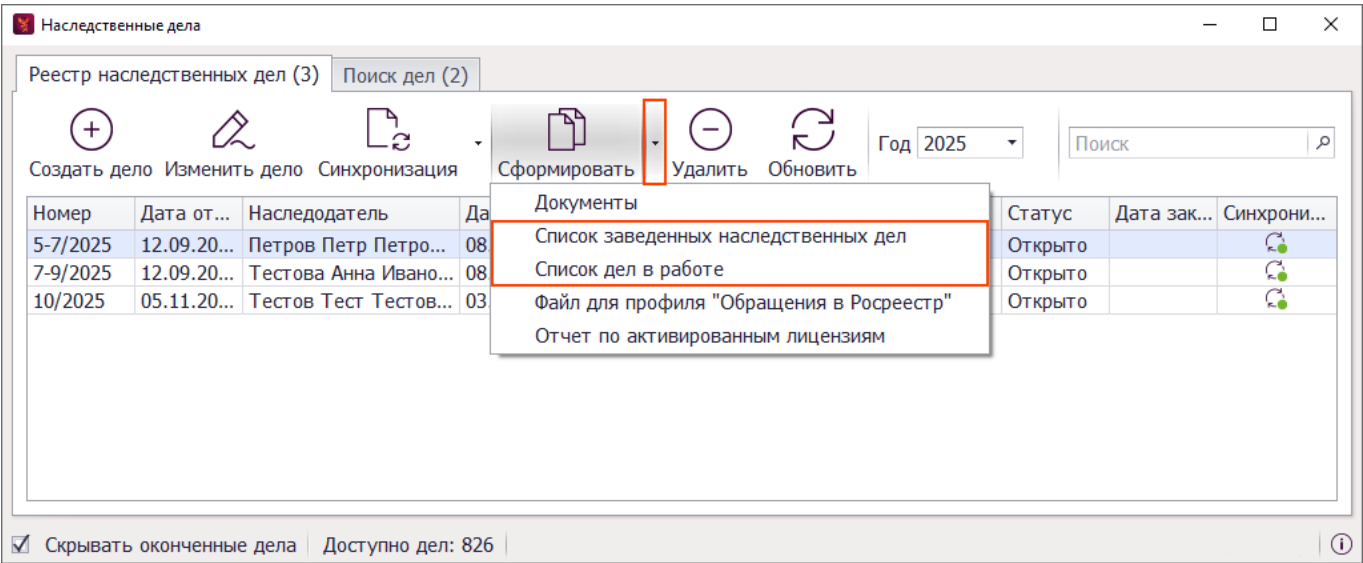 Наследственные дела
Реестр наследственных дел (3) Поиск дел (2)
Создать дело Изменить дело Синхронизация Сформировать Удалить Обновить Год 2025 Поиск
Номер Дата от... Наследодатель Да Статус Дата зак... Синхрони...
5-7/2025 12.09.20... Петров Петр Петро... 08 Открыто
7-9/2025 12.09.20... Тестова Анна Ивано... 08 Открыто
10/2025 05.11.20... Тестов Тест Тестов... 03 Открыто
Документы
Список заведенных наследственных дел
Список дел в работе
Файл для профиля "Обращения в Росреестр"
Отчет по активированным лицензиям
Скрывать оконченные дела Доступно дел: 826